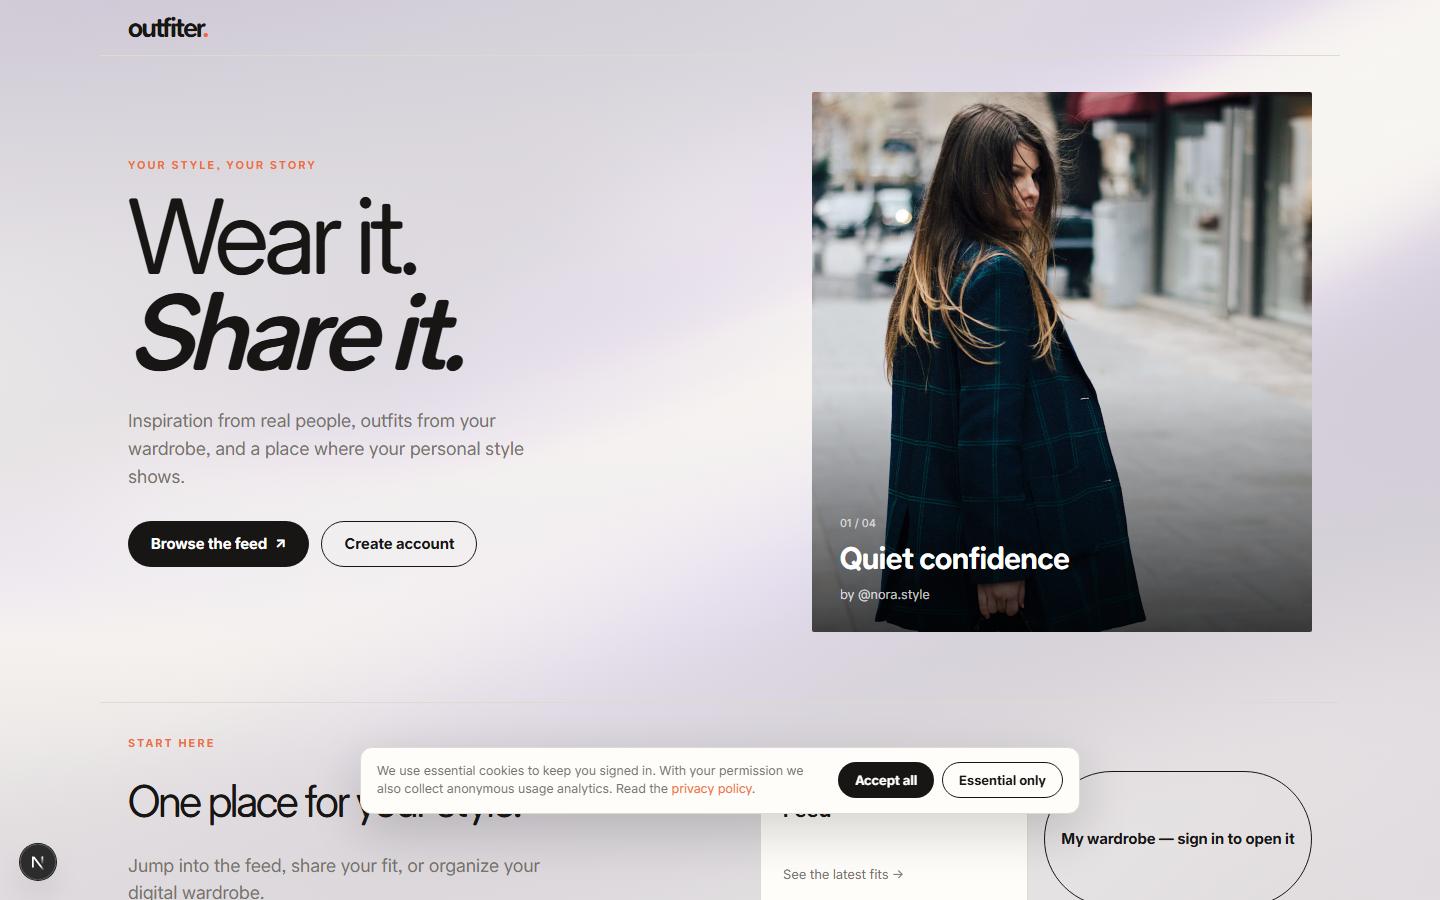 outfiter.
YOUR STYLE, YOUR STORY
Wear it.
Share it.
Inspiration from real people, outfits from your
wardrobe, and a place where your personal style
shows.
Browse the feed ↗
Create account
01 / 04
Quiet confidence
by @nora.style
START HERE
One place for your style.
Jump into the feed, share your fit, or organize your
digital wardrobe.
We use essential cookies to keep you signed in. With your permission we
also collect anonymous usage analytics. Read the privacy policy.
Accept all
Essential only
Feed
See the latest fits →
My wardrobe — sign in to open it
N